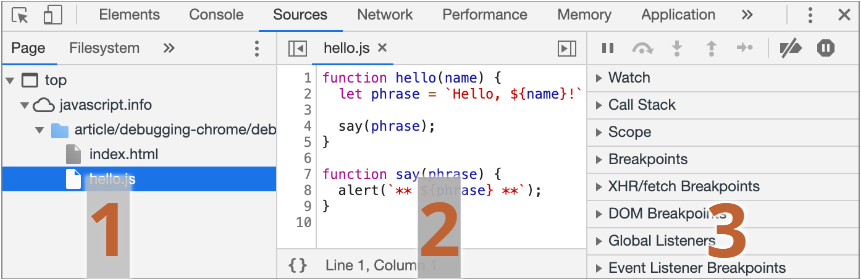 Elements Console Sources Network Performance Memory Application »
Page Filesystem »
top
javascript.info
article/debugging-chrome/deb
index.html
hello.js
1
hello.js ×
1 function hello(name) {
2 let phrase = `Hello, ${name}!`
3
4 say(phrase);
5 }
6
7 function say(phrase) {
8 alert(`** ${phrase} **`);
9 }
10
2
{} Line 1, Column 1
Watch
Call Stack
Scope
Breakpoints
XHR/fetch Breakpoints
DOM Breakpoints
Global Listeners
Event Listener Breakpoints
3